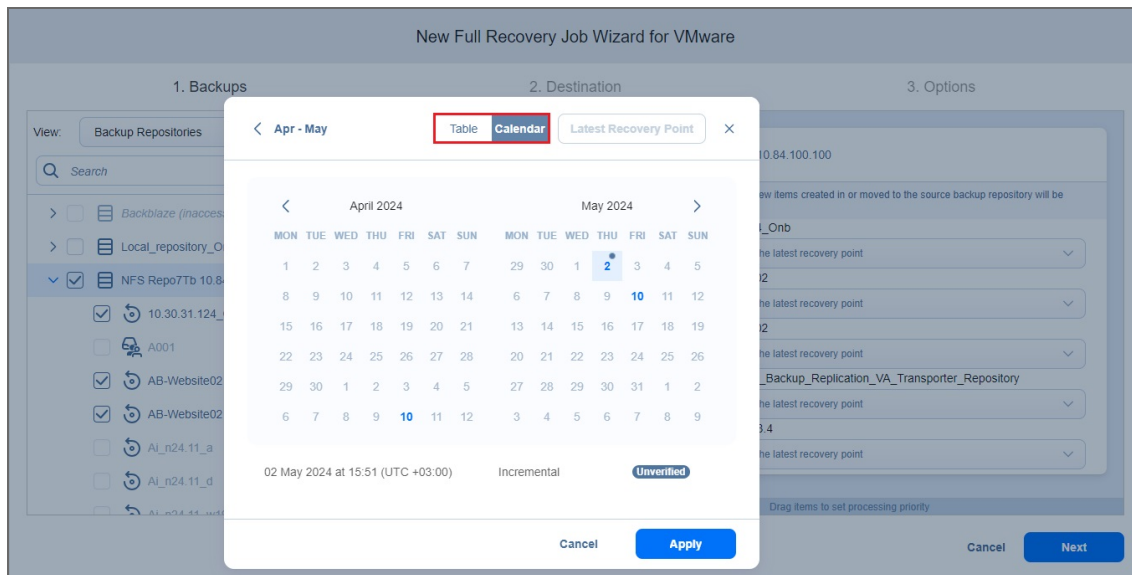 New Full Recovery Job Wizard for VMware
1. Backups
2. Destination
3. Options
View:
Backup Repositories
Search
Backblaze (inacces
Local_repository_O
NFS Repo7Tb 10.8
10.30.31.124_
A001
AB-Website02
AB-Website02
Ai_n24.11_a
Ai_n24.11_d
Apr - May
Table
Calendar
Latest Recovery Point
April 2024
MON TUE WED THU FRI SAT SUN
1 2 3 4 5 6 7
8 9 10 11 12 13 14
15 16 17 18 19 20 21
22 23 24 25 26 27 28
29 30 1 2 3 4 5
6 7 8 9 10 11 12
May 2024
MON TUE WED THU FRI SAT SUN
29 30 1 2 3 4 5
6 7 8 9 10 11 12
13 14 15 16 17 18 19
20 21 22 23 24 25 26
27 28 29 30 31 1 2
3 4 5 6 7 8 9
02 May 2024 at 15:51 (UTC +03:00)
Incremental
Unverified
Cancel
Apply
10.84.100.100
ew items created in or moved to the source backup repository will be
_Onb
he latest recovery point
02
he latest recovery point
02
he latest recovery point
_Backup_Replication_VA_Transporter_Repository
he latest recovery point
3.4
he latest recovery point
Drag items to set processing priority
Cancel
Next